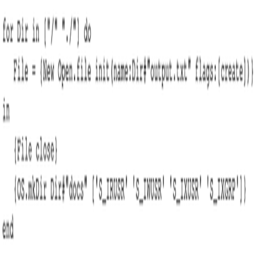 for Dir in ["/" "./"] do
File = {New Open.file init(name:Dir#"output.txt" flags:[create])}
in
{File close}
{OS.mkDir Dir#"docs" ['S_IRUSR' 'S_IWUSR' 'S_IXUSR' 'S_IXGRP']}
end